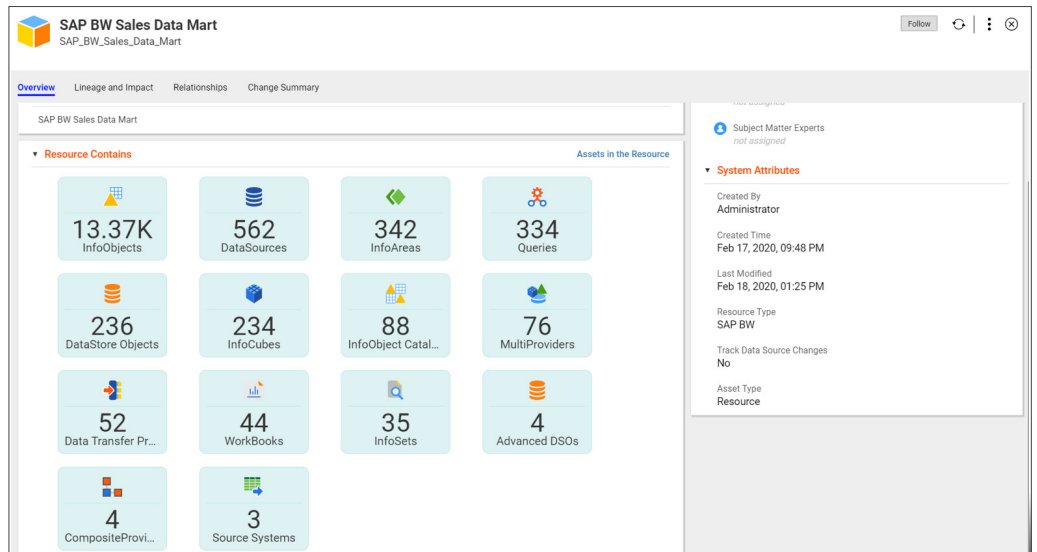 SAP BW Sales Data Mart
SAP_BW_Sales_Data_Mart
Follow
Overview Lineage and Impact Relationships Change Summary
SAP BW Sales Data Mart
Resource Contains
Assets in the Resource
13.37K
InfoObjects
562
DataSources
342
InfoAreas
334
Queries
236
DataStore Objects
234
InfoCubes
88
InfoObject Catal...
76
MultiProviders
52
Data Transfer Pr...
44
WorkBooks
35
InfoSets
4
Advanced DSOs
4
CompositeProvi...
3
Source Systems
not assigned
Subject Matter Experts
not assigned
System Attributes
Created By
Administrator
Created Time
Feb 17, 2020, 09:48 PM
Last Modified
Feb 18, 2020, 01:25 PM
Resource Type
SAP BW
Track Data Source Changes
No
Asset Type
Resource